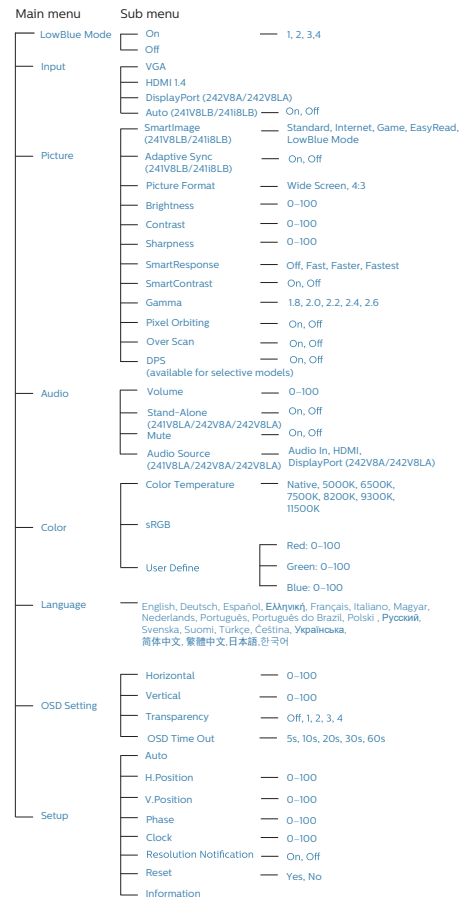 Main menu Sub menu
LowBlue Mode On 1, 2, 3,4
Off
Input VGA
HDMI 1.4
DisplayPort (242V8A/242V8LA)
Auto (241V8LB/241i8LB) On, Off
SmartImage Standard, Internet, Game, EasyRead,
(241V8LB/241i8LB) LowBlue Mode
Picture Adaptive Sync On, Off
(241V8LB/241i8LB)
Picture Format Wide Screen, 4:3
Brightness 0-100
Contrast 0-100
Sharpness 0-100
SmartResponse Off, Fast, Faster, Fastest
SmartContrast On, Off
Gamma 1.8, 2.0, 2.2, 2.4, 2.6
Pixel Orbiting On, Off
Over Scan On, Off
DPS On, Off
(available for selective models)
Audio Volume 0-100
Stand-Alone On, Off
(241V8LA/242V8A/242V8LA)
Mute On, Off
Audio Source Audio In, HDMI,
(241V8LA/242V8A/242V8LA) DisplayPort (242V8A/242V8LA)
Color Temperature Native, 5000K, 6500K,
7500K, 8200K, 9300K,
11500K
Color sRGB
Red: 0-100
User Define Green: 0-100
Blue: 0-100
Language English, Deutsch, Español, Ελληνική, Français, Italiano, Magyar,
Nederlands, Português, Português do Brazil, Polski , Русский,
Svenska, Suomi, Türkçe, Čeština, Українська,
简体中文, 繁體中文,日本語,한국어
OSD Setting Horizontal 0-100
Vertical 0-100
Transparency Off, 1, 2, 3, 4
OSD Time Out 5s, 10s, 20s, 30s, 60s
Setup Auto
H.Position 0-100
V.Position 0-100
Phase 0-100
Clock 0-100
Resolution Notification On, Off
Reset Yes, No
Information